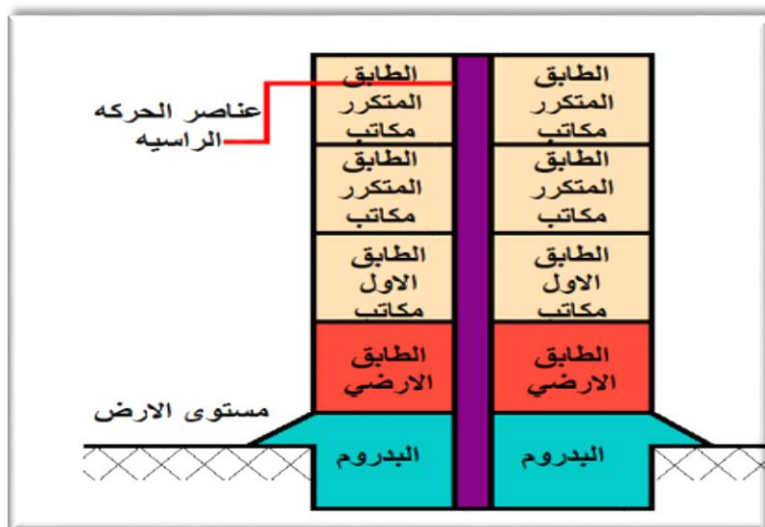 عناصر الحركه
الراسيه
الطابق
المتكرر
مكاتب
الطابق
المتكرر
مكاتب
الطابق
المتكرر
مكاتب
الطابق
المتكرر
مكاتب
الطابق
الاول
مكاتب
الطابق
الاول
مكاتب
الطابق
الارضي
الطابق
الارضي
مستوى الارض
البدروم
البدروم